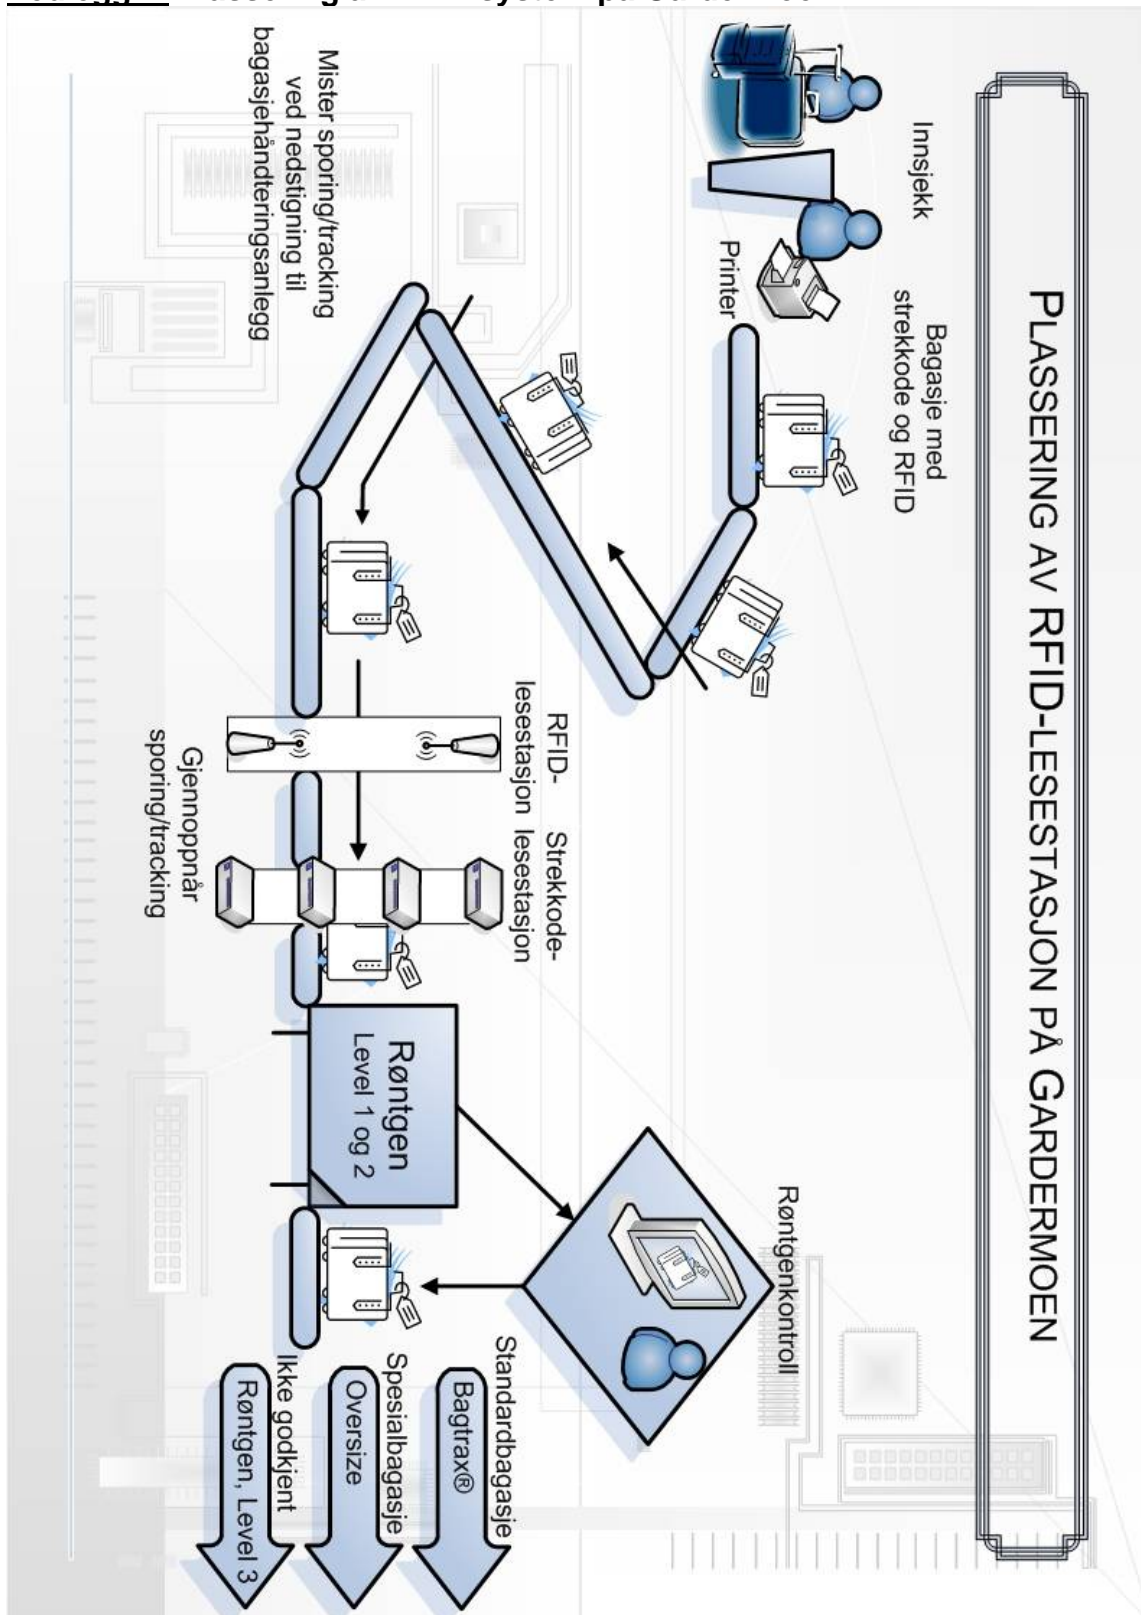 PLASSERING AV RFID-LESESTASJON PÅ GARDERMOEN
Innsjekk
Printer
Bagasje med
strekkode og RFID
Mister sporing/tracking
ved nedstigning til
bagasjehåndteringsanlegg
RFID-
lesestasjon
Strekkode-
lesestasjon
Gjennoppnår
sporing/tracking
Røntgen
Level 1 og 2
Røntgenkontroll
Standardbagasje
Bagtrax®
Spesialbagasje
Oversize
Ikke godkjent
Røntgen, Level 3